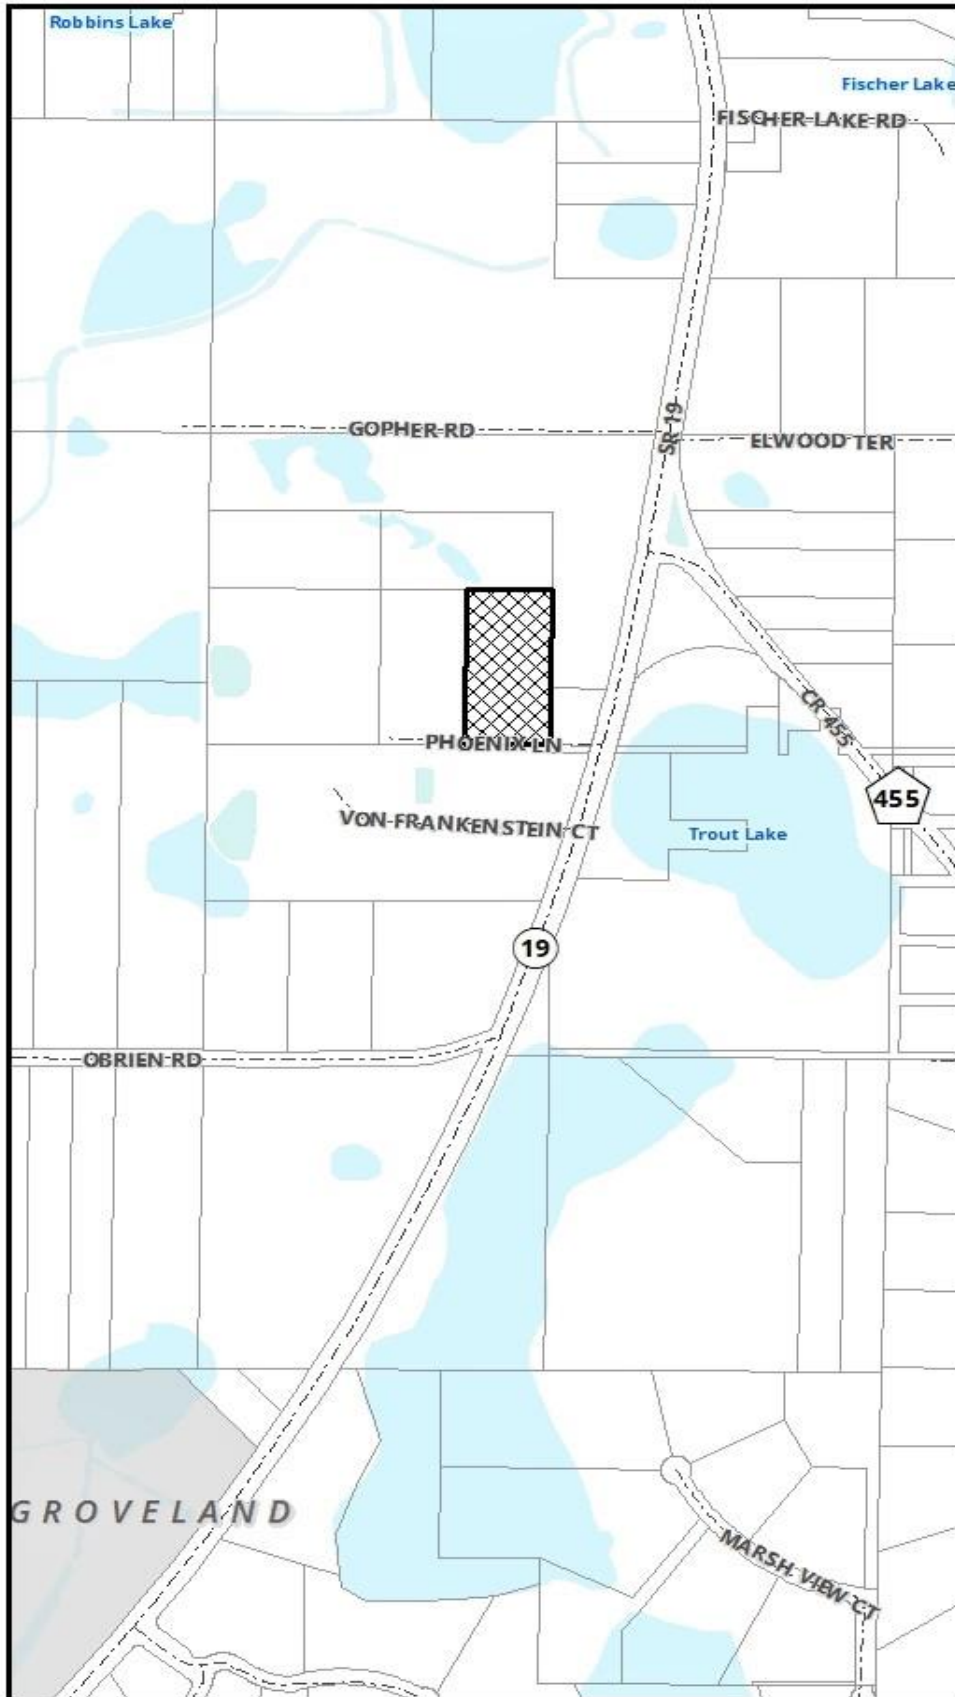 Robbins Lake
Fischer Lake
FISCHER LAKE RD
SR 19
GOPHER RD
ELWOOD TER
CR 455
PHOENIX LN
455
VON FRANKENSTEIN CT
Trout Lake
19
OBRIEN RD
GROVELAND
MARSH VIEW CT